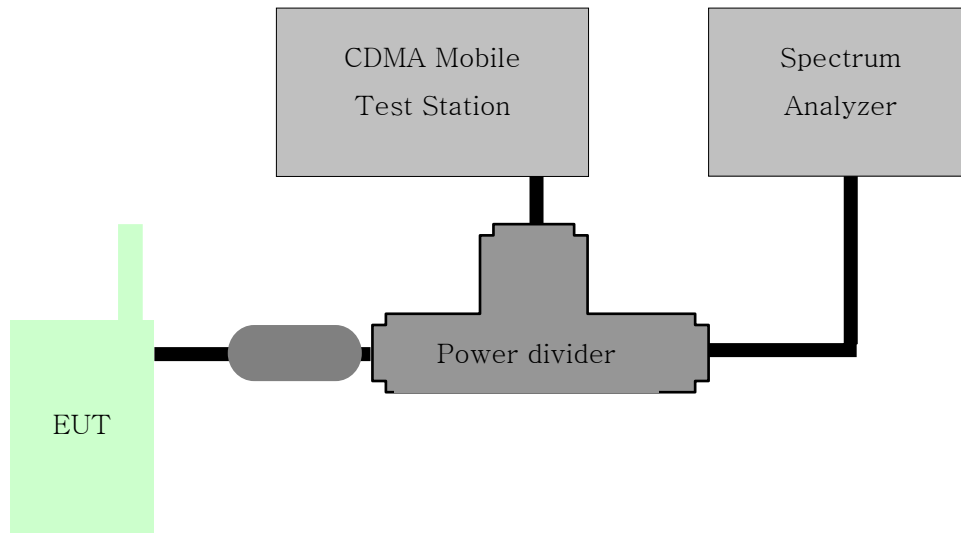 CDMA Mobile
Test Station
Spectrum
Analyzer
Power divider
EUT